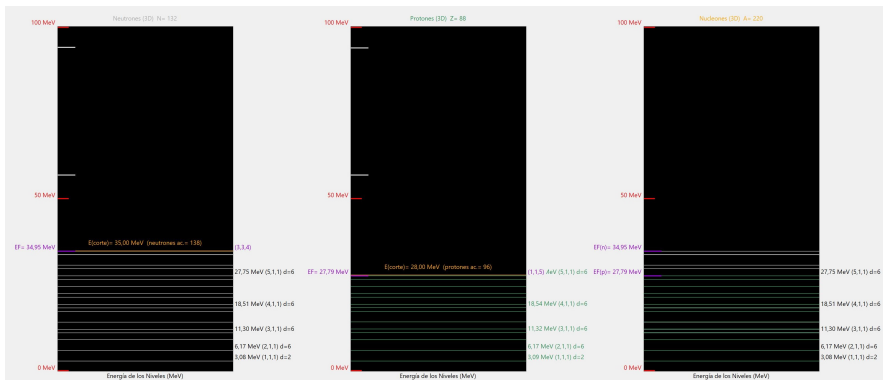 Neutrones (3D) N= 132
100 MeV
50 MeV
E(corte)= 35,00 MeV (neutrones ac.= 138)
EF= 34,95 MeV
(3,3,4)
27,75 MeV (5,1,1) d=6
18,51 MeV (4,1,1) d=6
11,30 MeV (3,1,1) d=6
6,17 MeV (2,1,1) d=6
3,08 MeV (1,1,1) d=2
0 MeV
Energía de los Niveles (MeV)
Protones (3D) Z= 88
100 MeV
50 MeV
E(corte)= 28,00 MeV (protones ac.= 96)
EF= 27,79 MeV
(1,1,5) MeV (5,1,1) d=6
18,54 MeV (4,1,1) d=6
11,32 MeV (3,1,1) d=6
6,17 MeV (2,1,1) d=6
3,09 MeV (1,1,1) d=2
0 MeV
Energía de los Niveles (MeV)
Nucleones (3D) A= 220
100 MeV
50 MeV
EF(n)= 34,95 MeV
EF(p)= 27,79 MeV
27,75 MeV (5,1,1) d=6
18,51 MeV (4,1,1) d=6
11,30 MeV (3,1,1) d=6
6,17 MeV (2,1,1) d=6
3,08 MeV (1,1,1) d=2
0 MeV
Energía de los Niveles (MeV)